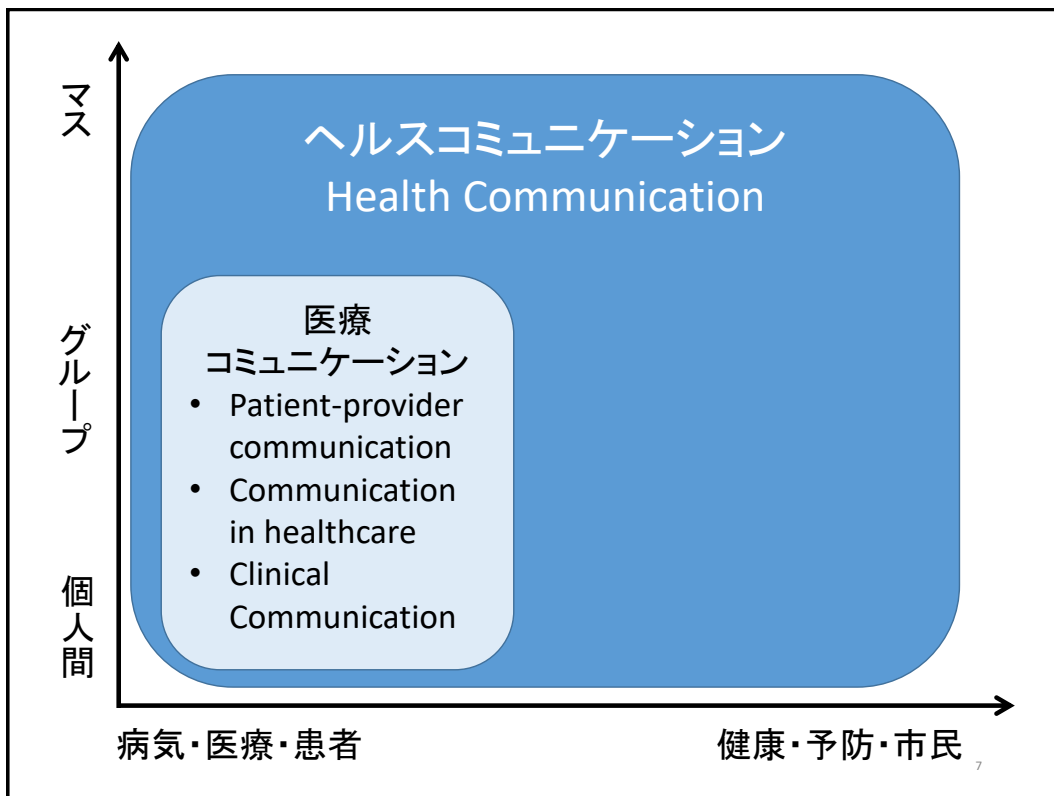 マス
グループ
個人間
ヘルスコミュニケーション
Health Communication
医療
コミュニケーション
• Patient-provider
communication
• Communication
in healthcare
• Clinical
Communication
病気・医療・患者
健康・予防・市民
7